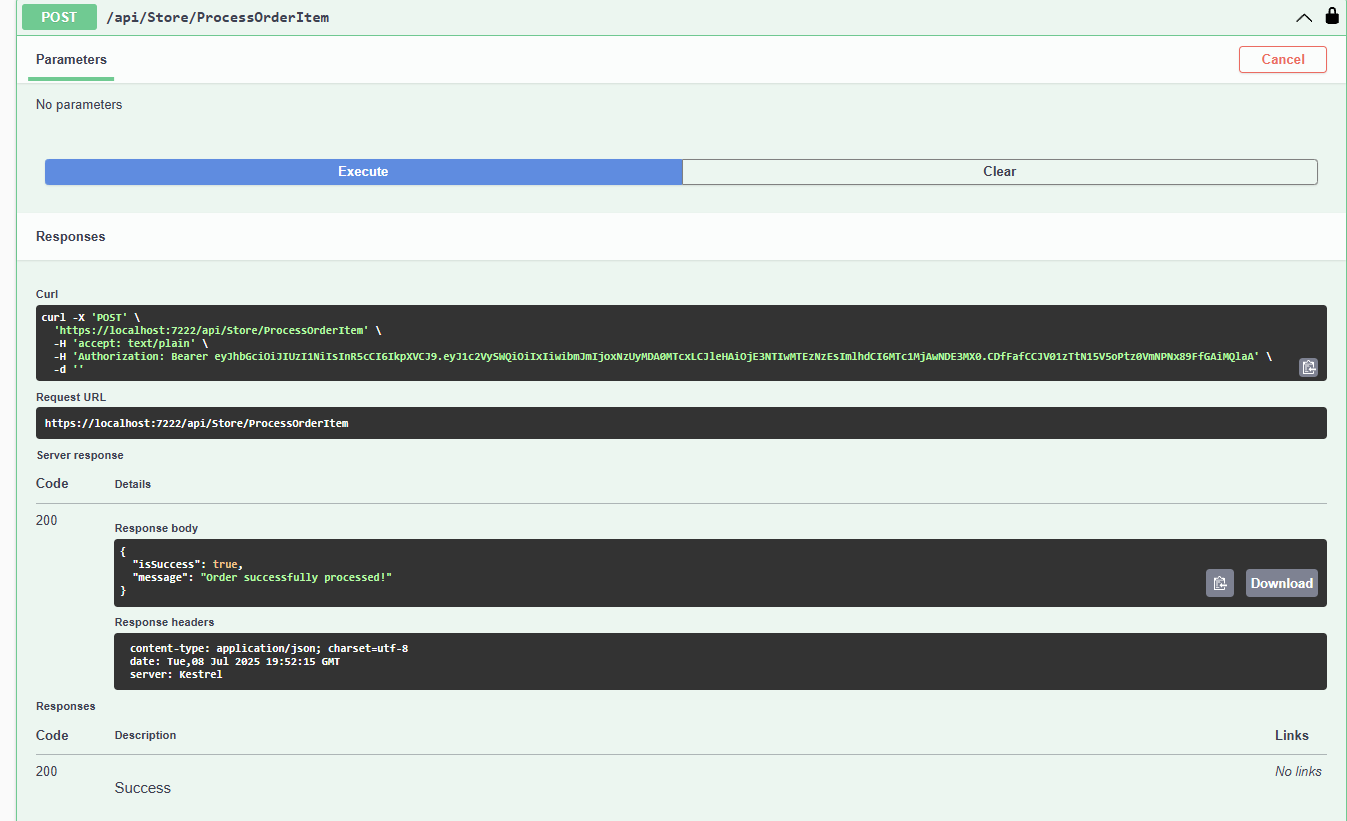 POST /api/Store/ProcessOrderItem
Parameters
Cancel
No parameters
Execute
Clear
Responses
Curl
curl -X 'POST' \
'https://localhost:7222/api/Store/ProcessOrderItem' \
-H 'accept: text/plain' \
-H 'Authorization: Bearer eyJhbGciOiJIUzI1NiIsInR5cCI6IkpXVCJ9.eyJ1c2VySWQiOiIxIiwibmJmIjoxNzUyMDA0MTcxLCJleHAiOjE3NTIwMTEzNzEsImlhdCI6MTc1MjAwNDE3MX0.CDfFafCCJV01zTtN15V5oPtz0VmNPNx89FfGAiMQlaA' \
-d ''
Request URL
https://localhost:7222/api/Store/ProcessOrderItem
Server response
Code Details
200
Response body
{
"isSuccess": true,
"message": "Order successfully processed!"
}
Download
Response headers
content-type: application/json; charset=utf-8
date: Tue,08 Jul 2025 19:52:15 GMT
server: Kestrel
Responses
Code Description Links
200 No links
Success